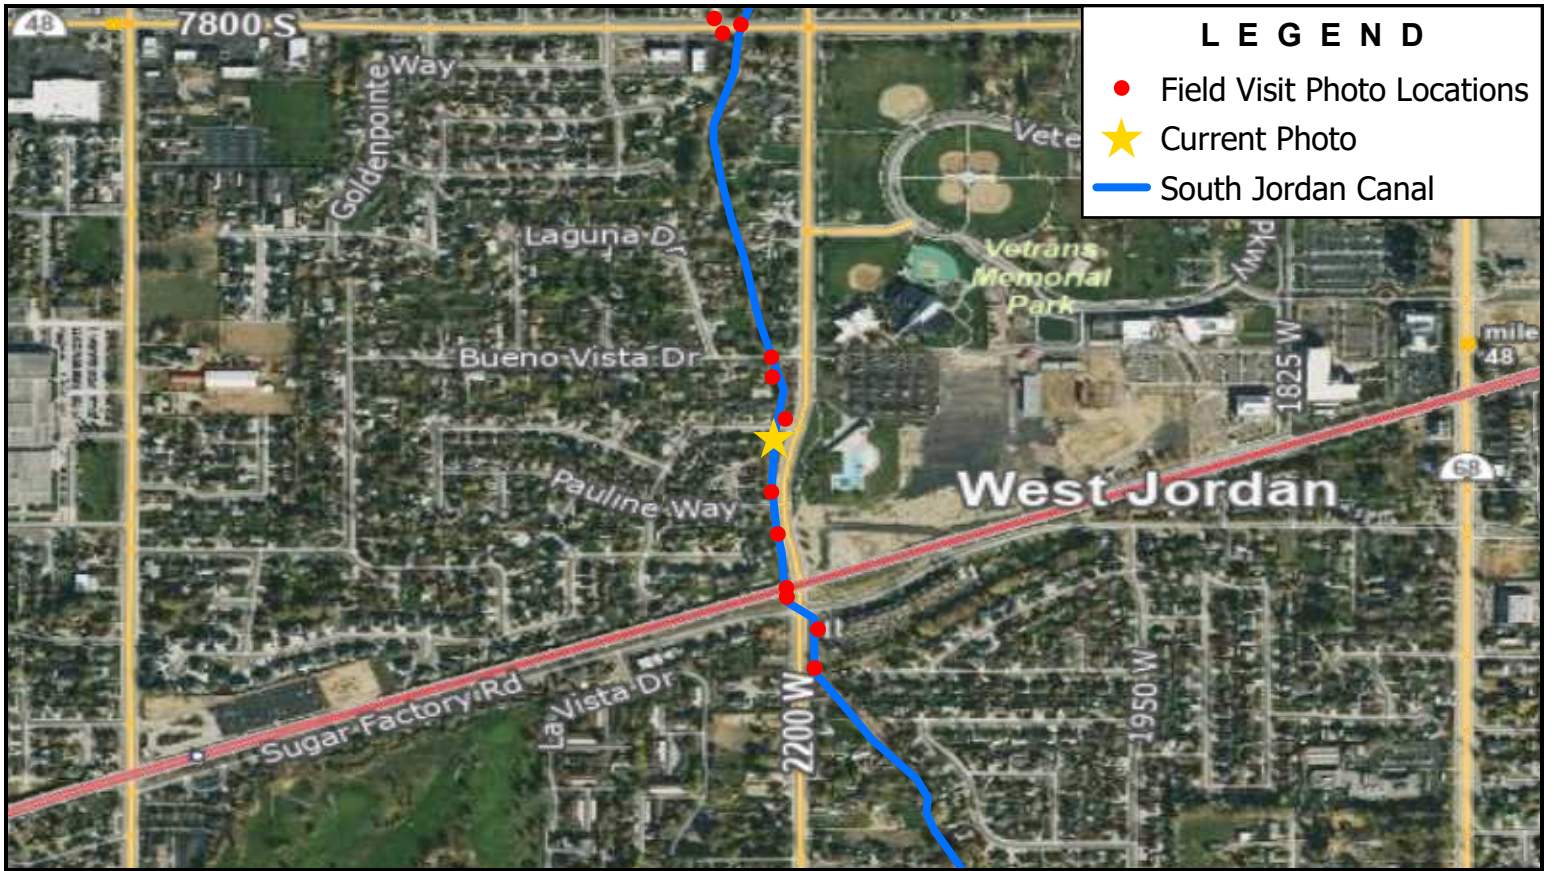 48
7800 S
L E G E N D
Field Visit Photo Locations
Current Photo
South Jordan Canal
Goldenpointe Way
Vete
Laguna Dr
Vetrans
Memorial
Park
Pkwy
Bueno Vista Dr
1825 W
mile
48
68
West Jordan
Pauline Way
Sugar Factory Rd
La Vista Dr
2200 W
1950 W